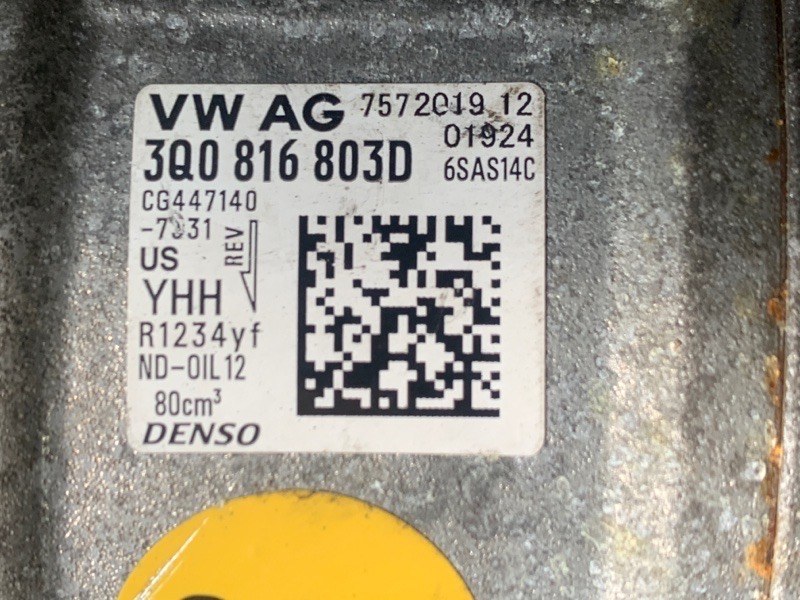 VW AG 7572019 12
01924
3Q0 816 803D 6SAS14C
CG447140
US
REV
YHH
R1234yf
ND-OIL12
80cm³
DENSO